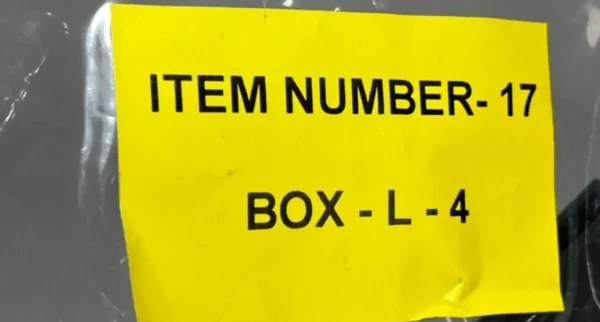 ITEM NUMBER- 17
BOX - L - 4